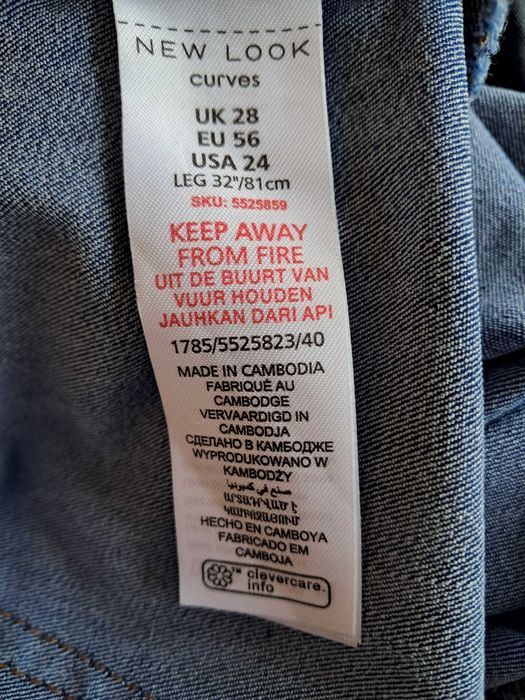 NEW LOOK
curves
UK 28
EU 56
USA 24
LEG 32"/81cm
SKU: 5525859
KEEP AWAY
FROM FIRE
UIT DE BUURT VAN
VUUR HOUDEN
JAUHKAN DARI API
1785/5525823/40
MADE IN CAMBODIA
FABRIQUÉ AU
CAMBODGE
VERVAARDIGD IN
CAMBODJA
СДЕЛАНО В КАМБОДЖЕ
WYPRODUKOWANO W
KAMBODŻY
صنع في كمبوديا
ԱՐՏԱԴՐՎԱԾ Է
HECHO EN CAMBOYA
FABRICADO EM
CAMBOJA
™ clevercare.
info